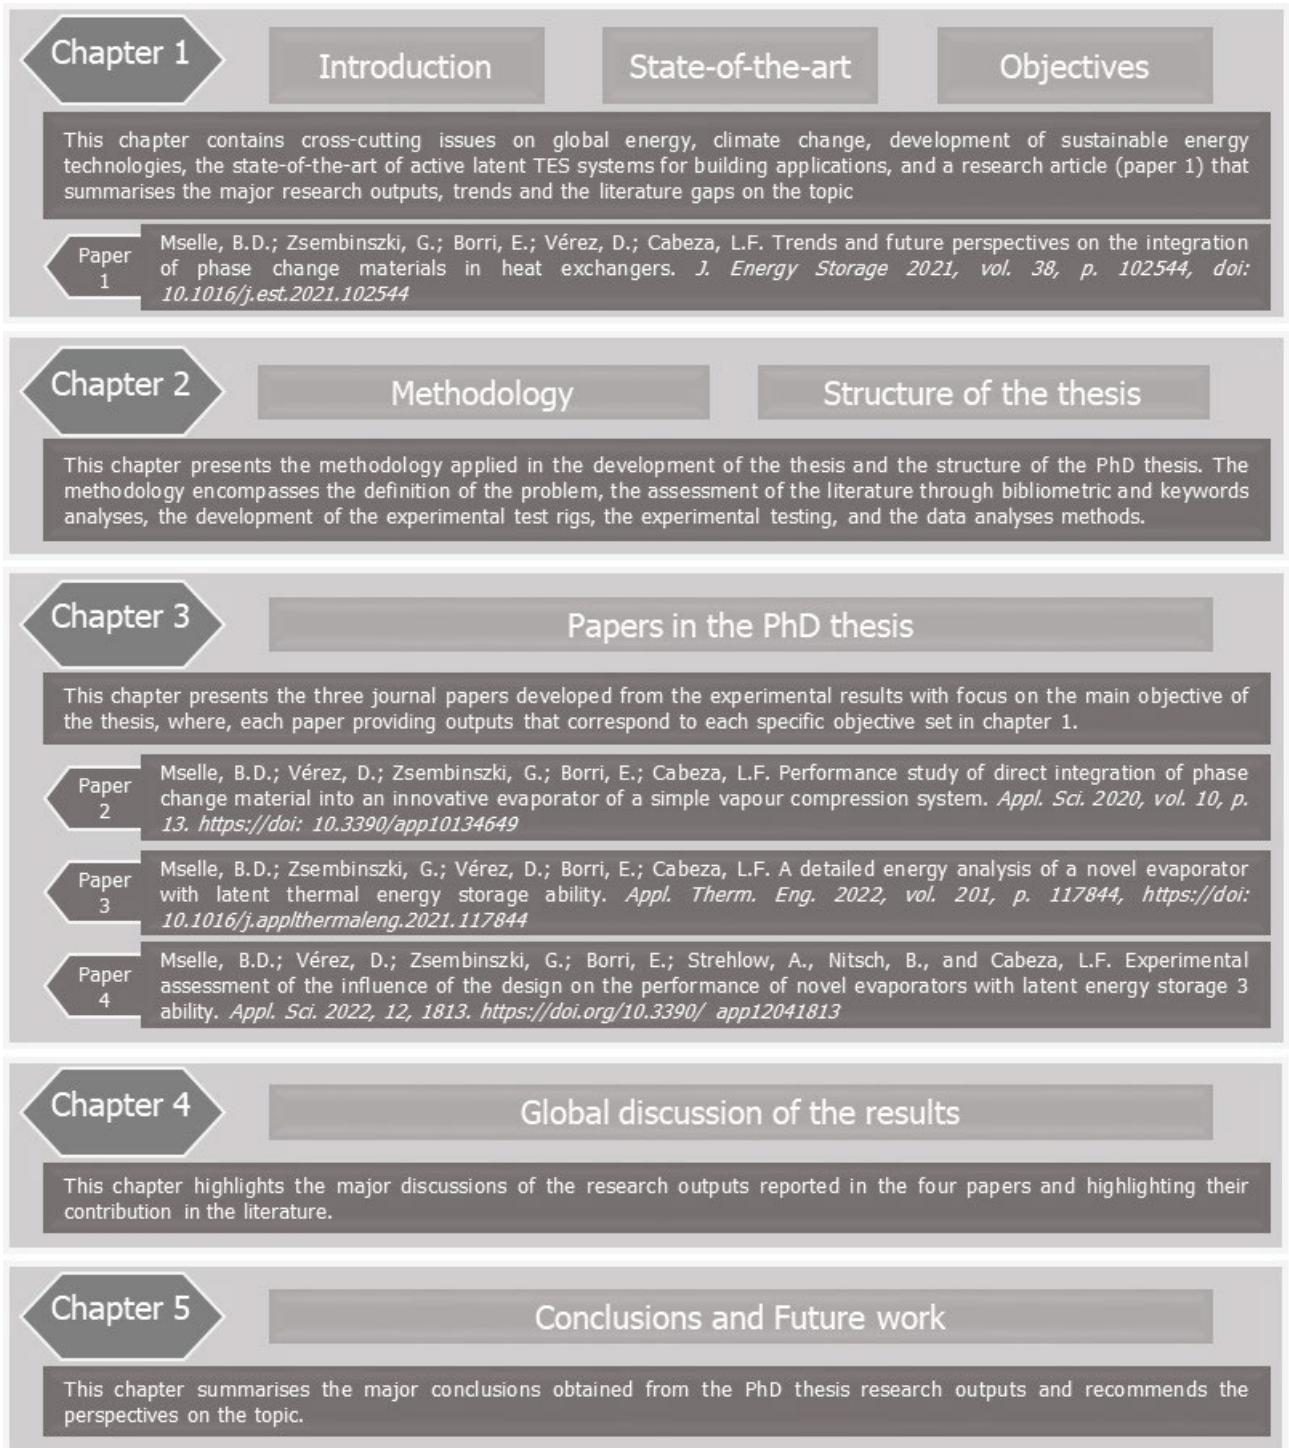 Chapter 1
Introduction
State-of-the-art
Objectives
This chapter contains cross-cutting issues on global energy, climate change, development of sustainable energy
technologies, the state-of-the-art of active latent TES systems for building applications, and a research article (paper 1) that
summarises the major research outputs, trends and the literature gaps on the topic
Paper
1
Mselle, B.D.; Zsembinszki, G.; Borri, E.; Vérez, D.; Cabeza, L.F. Trends and future perspectives on the integration
of phase change materials in heat exchangers. J. Energy Storage 2021, vol. 38, p. 102544, doi:
10.1016/j.est.2021.102544
Chapter 2
Methodology
Structure of the thesis
This chapter presents the methodology applied in the development of the thesis and the structure of the PhD thesis. The
methodology encompasses the definition of the problem, the assessment of the literature through bibliometric and keywords
analyses, the development of the experimental test rigs, the experimental testing, and the data analyses methods.
Chapter 3
Papers in the PhD thesis
This chapter presents the three journal papers developed from the experimental results with focus on the main objective of
the thesis, where, each paper providing outputs that correspond to each specific objective set in chapter 1.
Paper
2
Mselle, B.D.; Vérez, D.; Zsembinszki, G.; Borri, E.; Cabeza, L.F. Performance study of direct integration of phase
change material into an innovative evaporator of a simple vapour compression system. Appl. Sci. 2020, vol. 10, p.
13. https://doi: 10.3390/app10134649
Paper
3
Mselle, B.D.; Zsembinszki, G.; Vérez, D.; Borri, E.; Cabeza, L.F. A detailed energy analysis of a novel evaporator
with latent thermal energy storage ability. Appl. Therm. Eng. 2022, vol. 201, p. 117844, https://doi:
10.1016/j.applthermaleng.2021.117844
Paper
4
Mselle, B.D.; Vérez, D.; Zsembinszki, G.; Borri, E.; Strehlow, A., Nitsch, B., and Cabeza, L.F. Experimental
assessment of the influence of the design on the performance of novel evaporators with latent energy storage 3
ability. Appl. Sci. 2022, 12, 1813. https://doi.org/10.3390/ app12041813
Chapter 4
Global discussion of the results
This chapter highlights the major discussions of the research outputs reported in the four papers and highlighting their
contribution in the literature.
Chapter 5
Conclusions and Future work
This chapter summarises the major conclusions obtained from the PhD thesis research outputs and recommends the
perspectives on the topic.